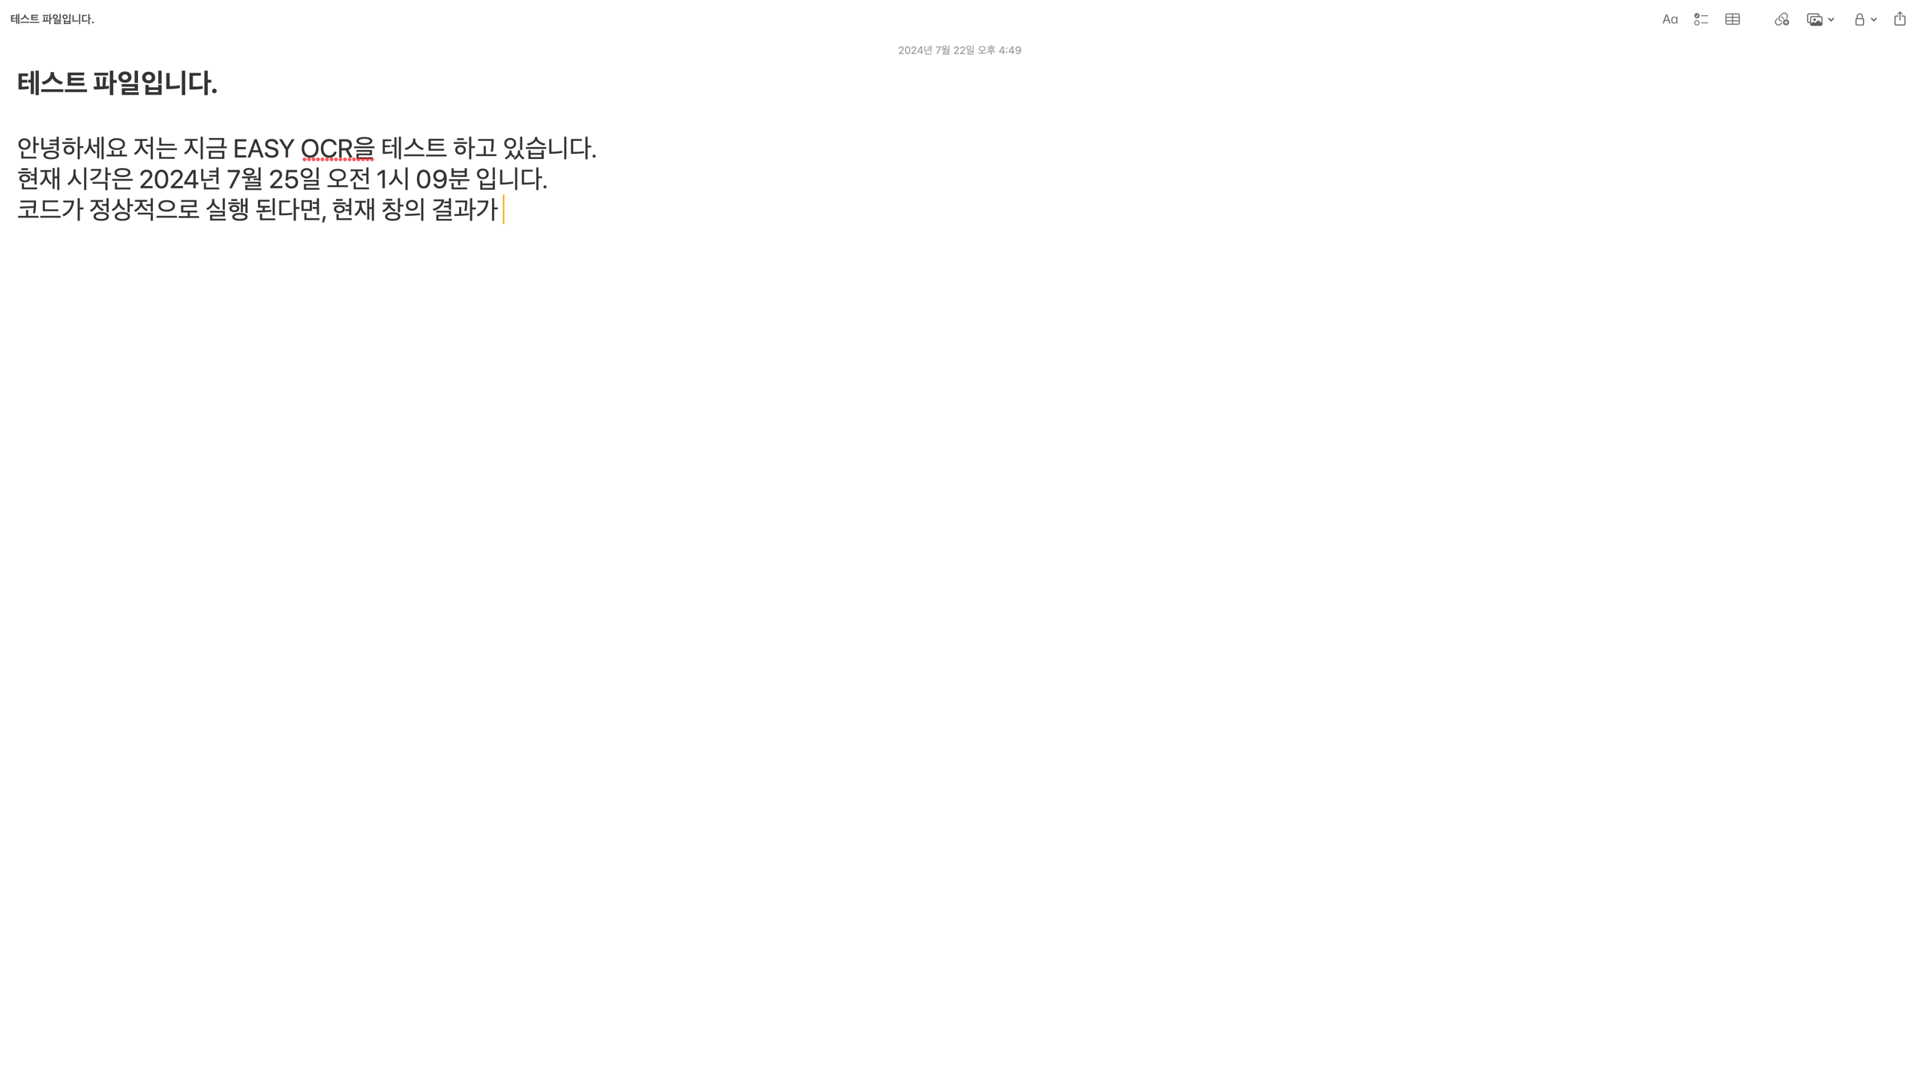 테스트 파일입니다.
Aa
2024년 7월 22일 오후 4:49
테스트 파일입니다.
안녕하세요 저는 지금 EASY OCR을 테스트 하고 있습니다.
현재 시각은 2024년 7월 25일 오전 1시 09분 입니다.
코드가 정상적으로 실행 된다면, 현재 창의 결과가